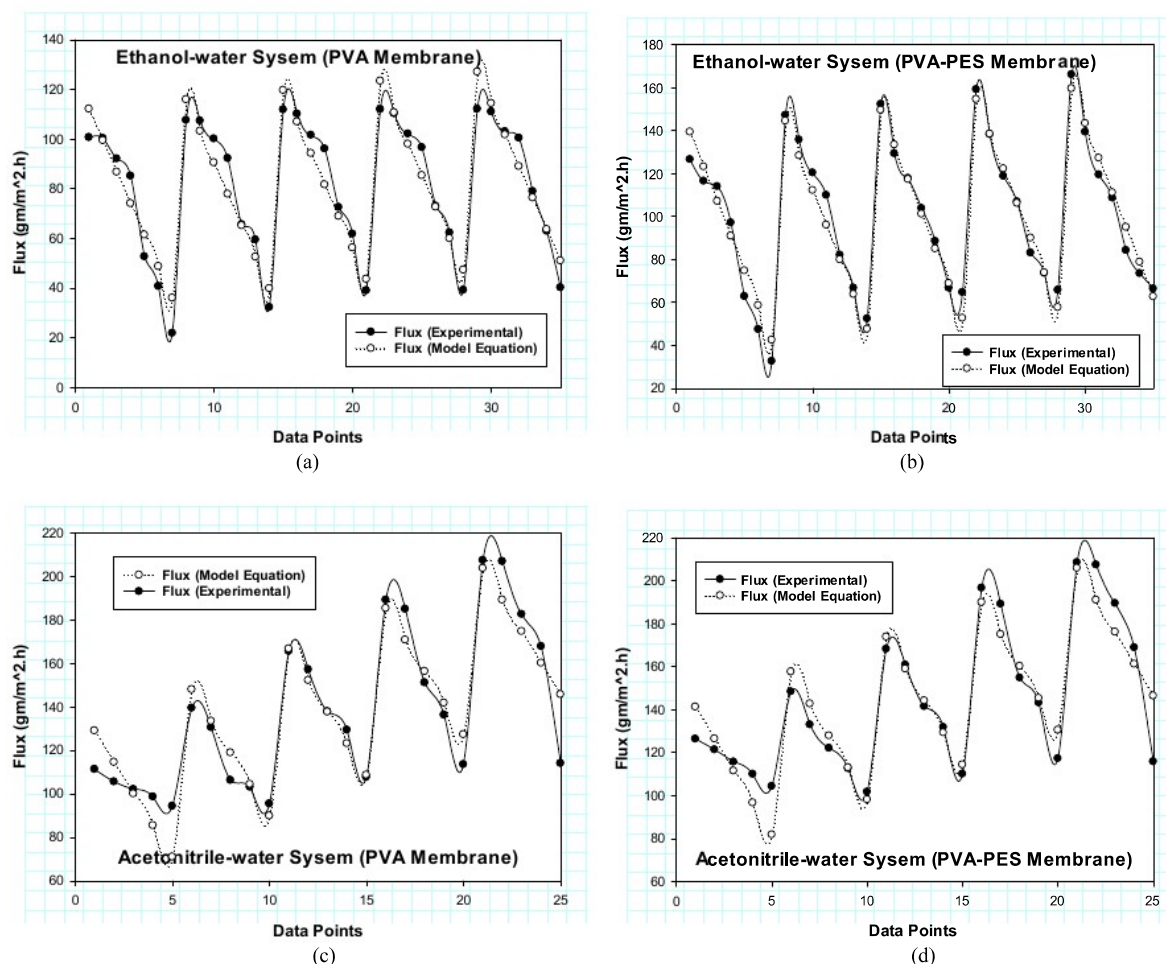 Ethanol-water Sysem (PVA Membrane)
140
120
100
80
60
40
20
0
Flux (gm/m^2.h)
Flux (Experimental)
Flux (Model Equation)
0 10 20 30
Data Points
(a)
Ethanol-water Sysem (PVA-PES Membrane)
180
160
140
120
100
80
60
40
20
Flux (gm/m^2.h)
Flux (Experimental)
Flux (Model Equation)
0 10 20 30
Data Points
(b)
220
200
180
160
140
120
100
80
60
Flux (gm/m^2.h)
Flux (Model Equation)
Flux (Experimental)
Acetonitrile-water Sysem (PVA Membrane)
0 5 10 15 20 25
Data Points
(c)
220
200
180
160
140
120
100
80
60
Flux (gm/m^2.h)
Flux (Experimental)
Flux (Model Equation)
Acetonitrile-water Sysem (PVA-PES Membrane)
0 5 10 15 20 25
Data Points
(d)